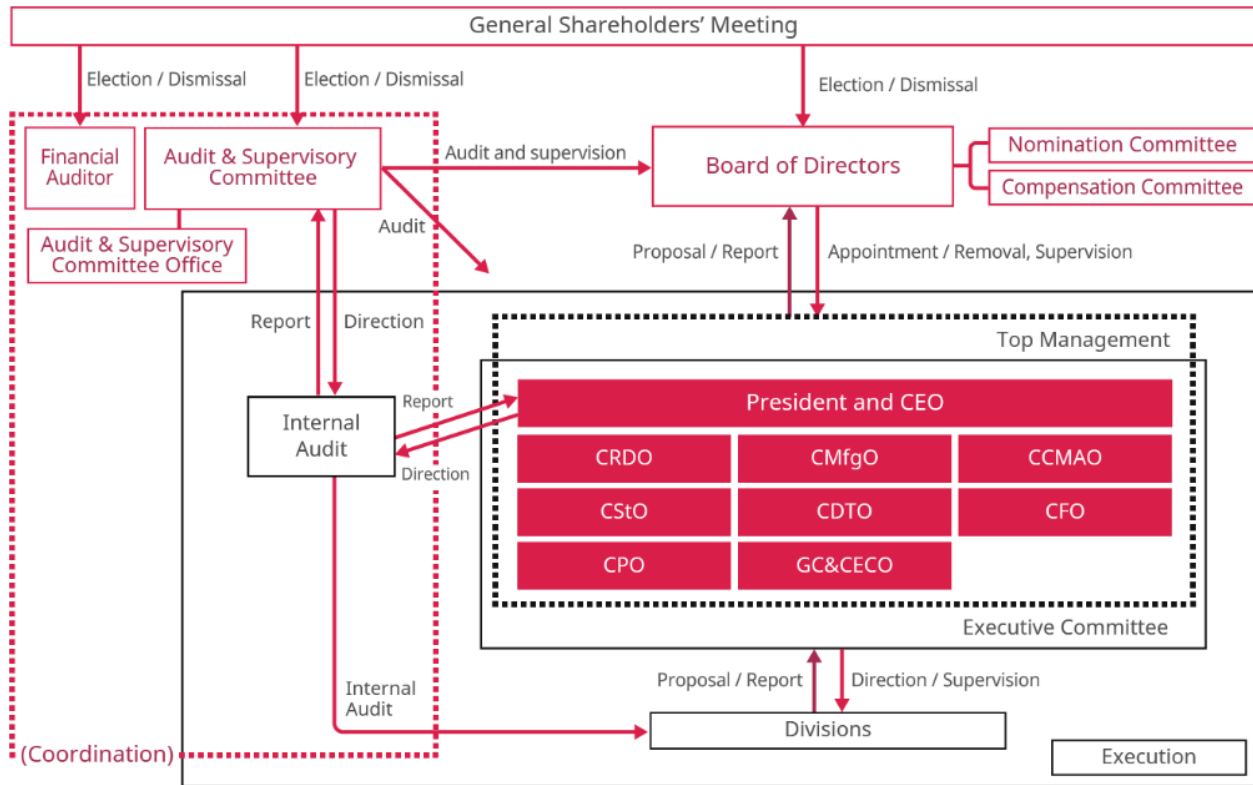 General Shareholders’ Meeting
Election / Dismissal
Election / Dismissal
Election / Dismissal
Financial
Auditor
Audit & Supervisory
Committee
Audit and supervision
Board of Directors
Nomination Committee
Compensation Committee
Audit & Supervisory
Committee Office
Audit
Proposal / Report
Appointment / Removal, Supervision
Report
Direction
Top Management
Internal
Audit
Report
Direction
President and CEO
CRDO
CMfgO
CCMAO
CStO
CDTO
CFO
CPO
GC&CECO
Executive Committee
Internal
Audit
Proposal / Report
Direction / Supervision
Divisions
(Coordination)
Execution